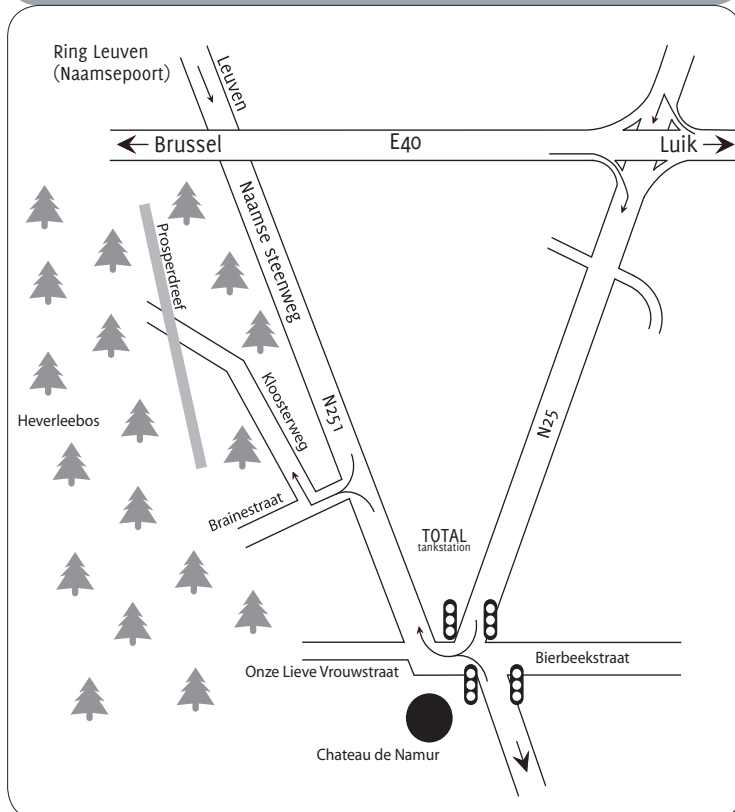 Ring Leuven
(Naamsepoort)
Leuven
Brussel
E40
Luik
Naamse steenweg
Prosperdreef
N251
Kloosterweg
N25
Heverleebos
Brainestraat
TOTAL
tankstation
Bierbeekstraat
Onze Lieve Vrouwstraat
Chateau de Namur